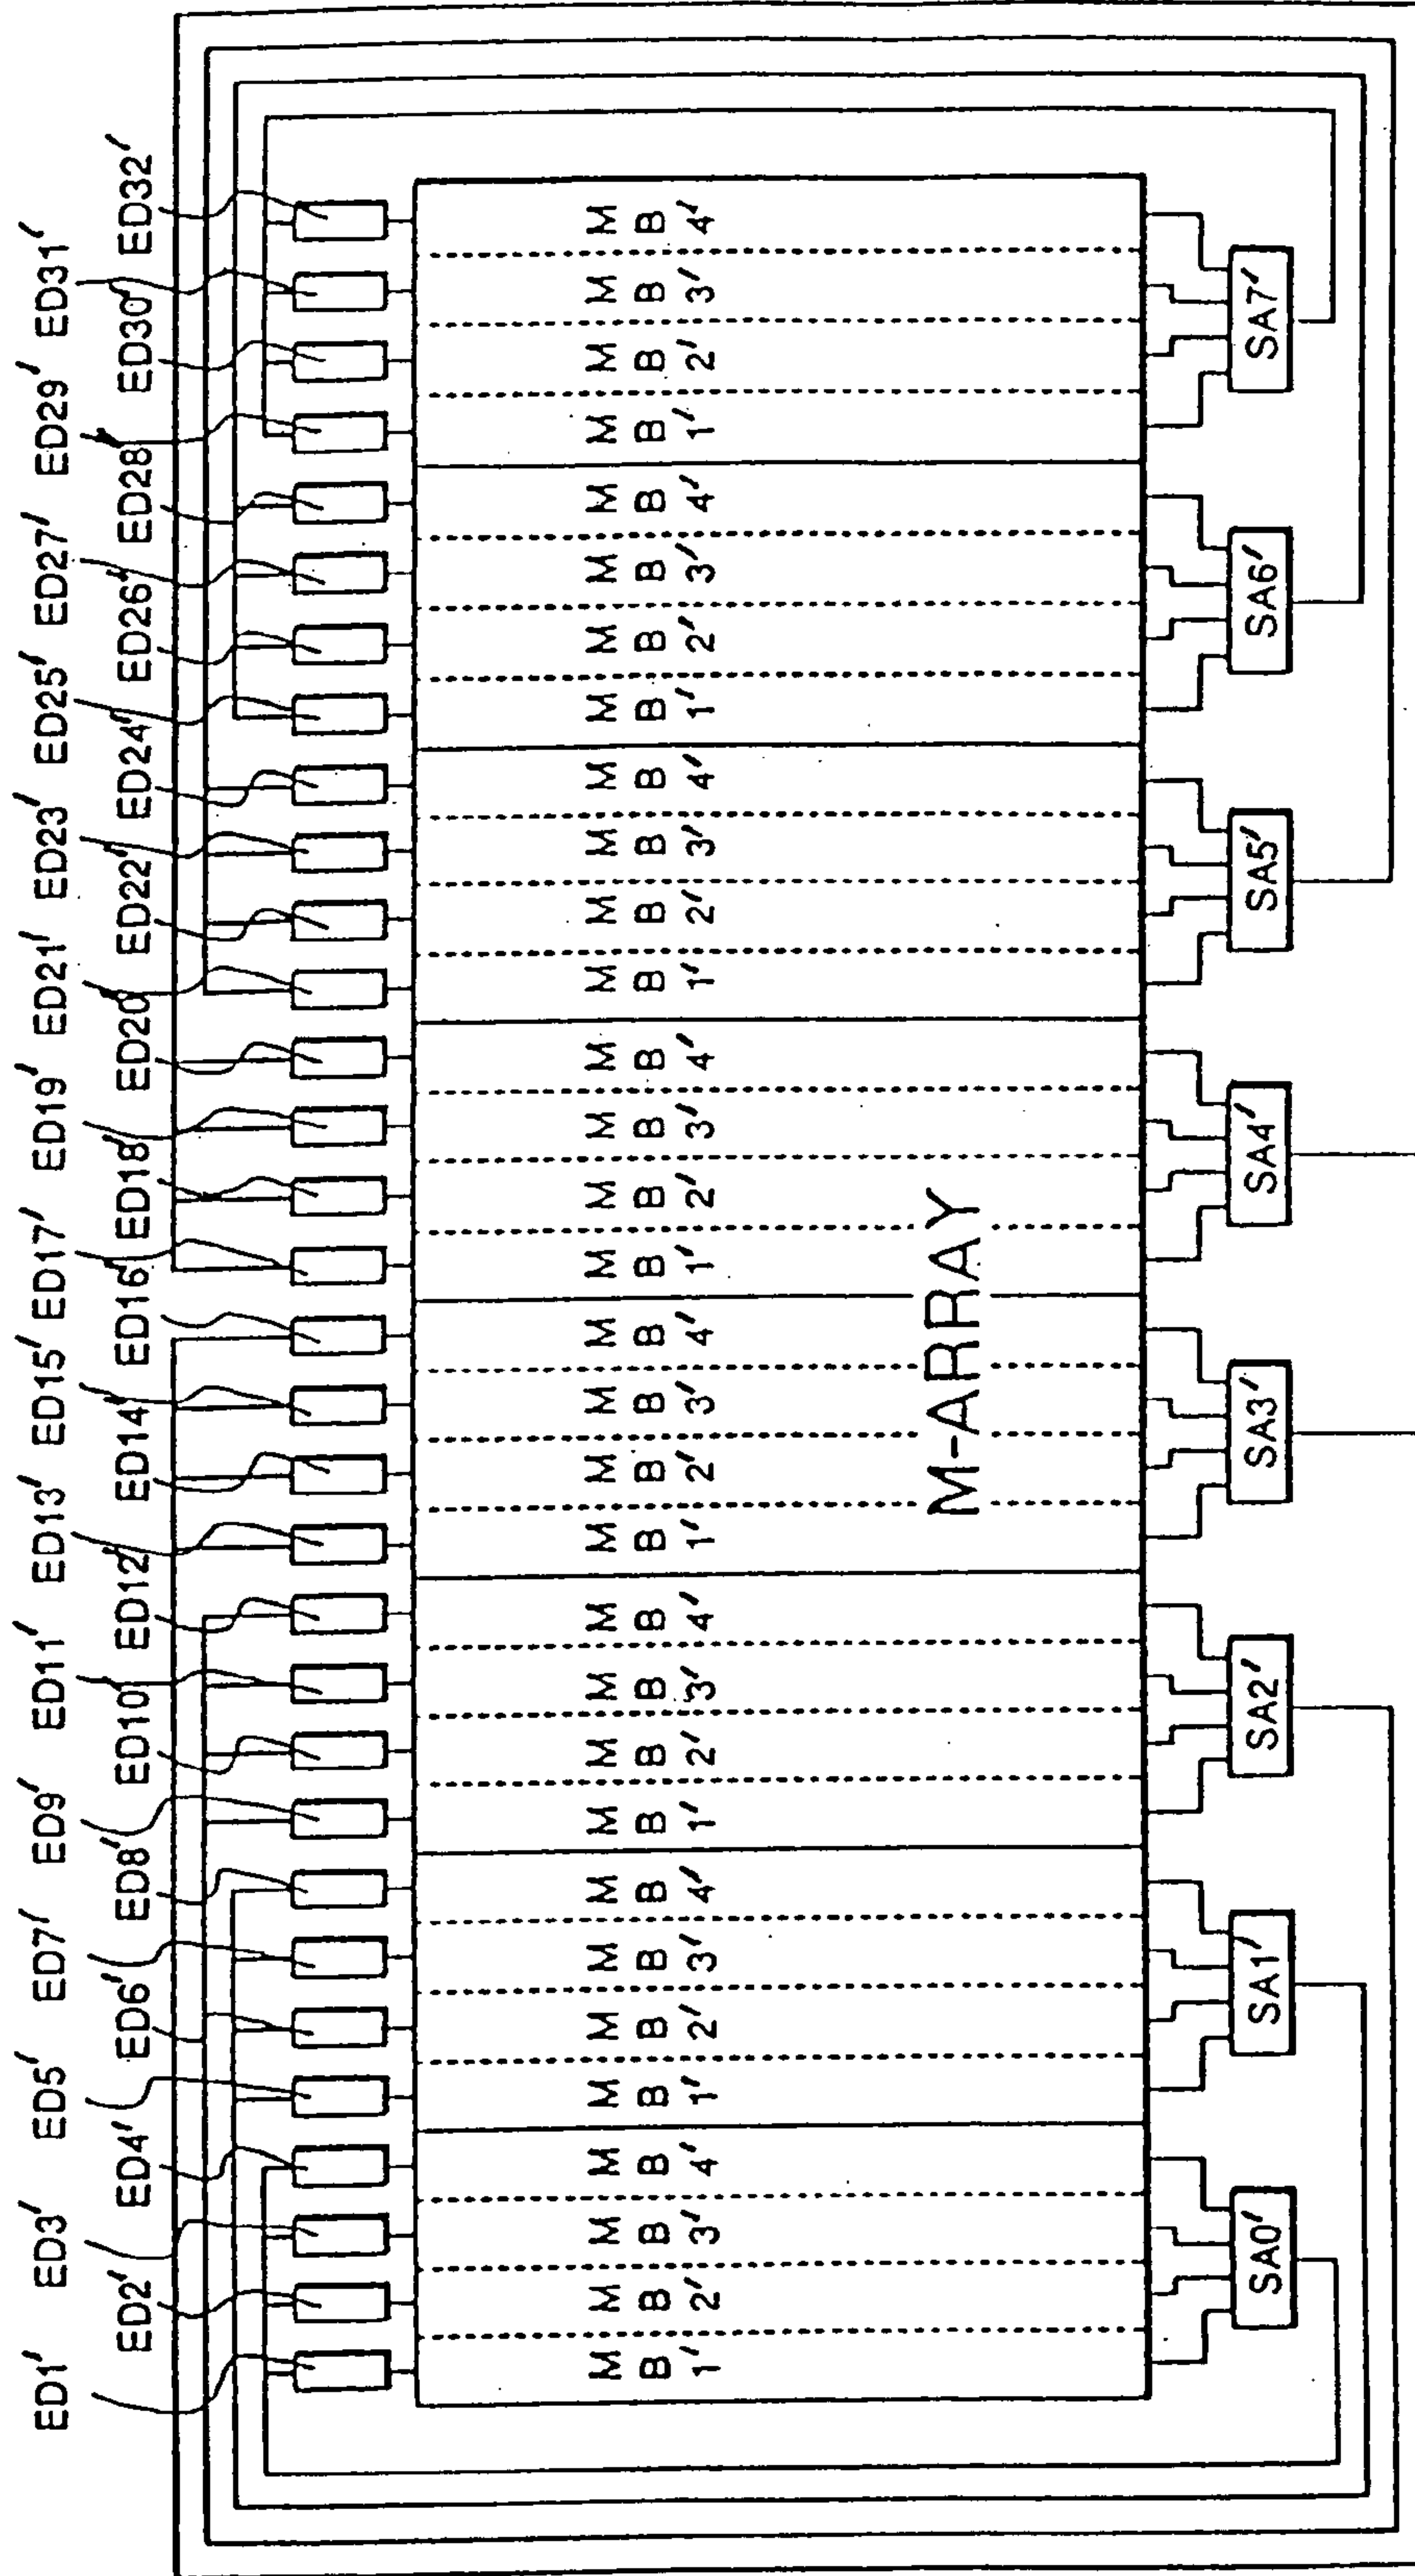 ED1' ED3' ED5' ED7' ED9' ED11' ED13' ED15' ED17' ED19' ED21' ED23' ED25' ED27' ED29' ED31'
ED2' ED4' ED6' ED8' ED10' ED12' ED14' ED16' ED18' ED20' ED22' ED24' ED26' ED28' ED30' ED32'
MB1' MB2' MB3' MB4' MB1' MB2' MB3' MB4' MB1' MB2' MB3' MB4' MB1' MB2' MB3' MB4' MB1' MB2' MB3' MB4' MB1' MB2' MB3' MB4' MB1' MB2' MB3' MB4' MB1' MB2' MB3' MB4'
M-ARRAY
SA0' SA1' SA2' SA3' SA4' SA5' SA6' SA7'